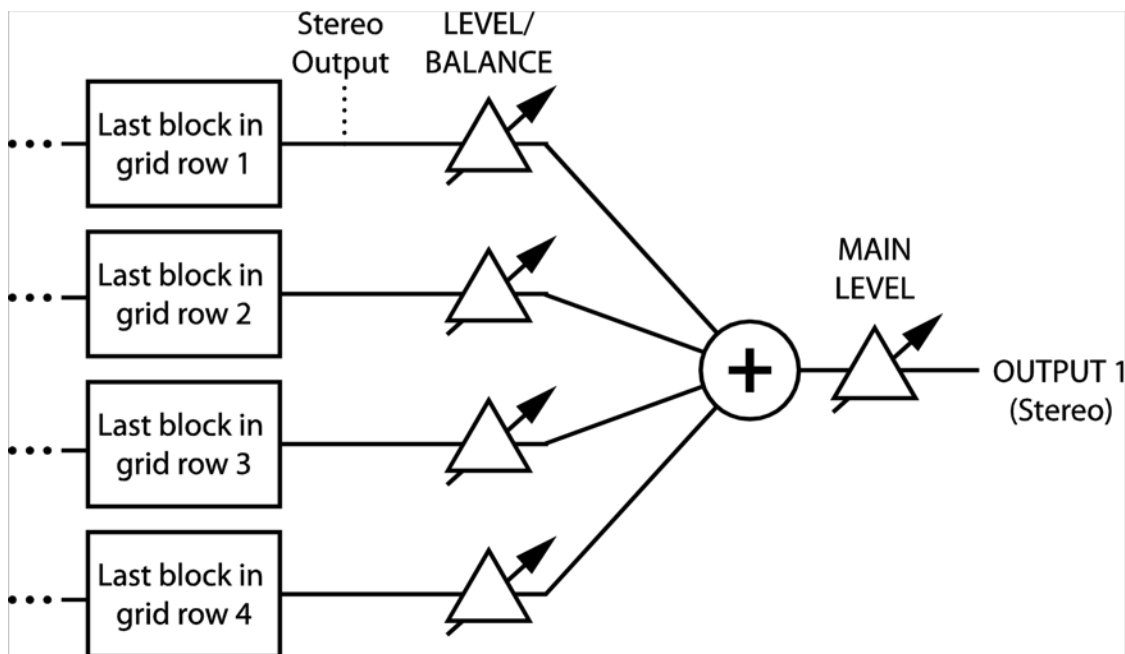 Stereo
Output
LEVEL/
BALANCE
Last block in
grid row 1
Last block in
grid row 2
Last block in
grid row 3
Last block in
grid row 4
+
MAIN
LEVEL
OUTPUT 1
(Stereo)